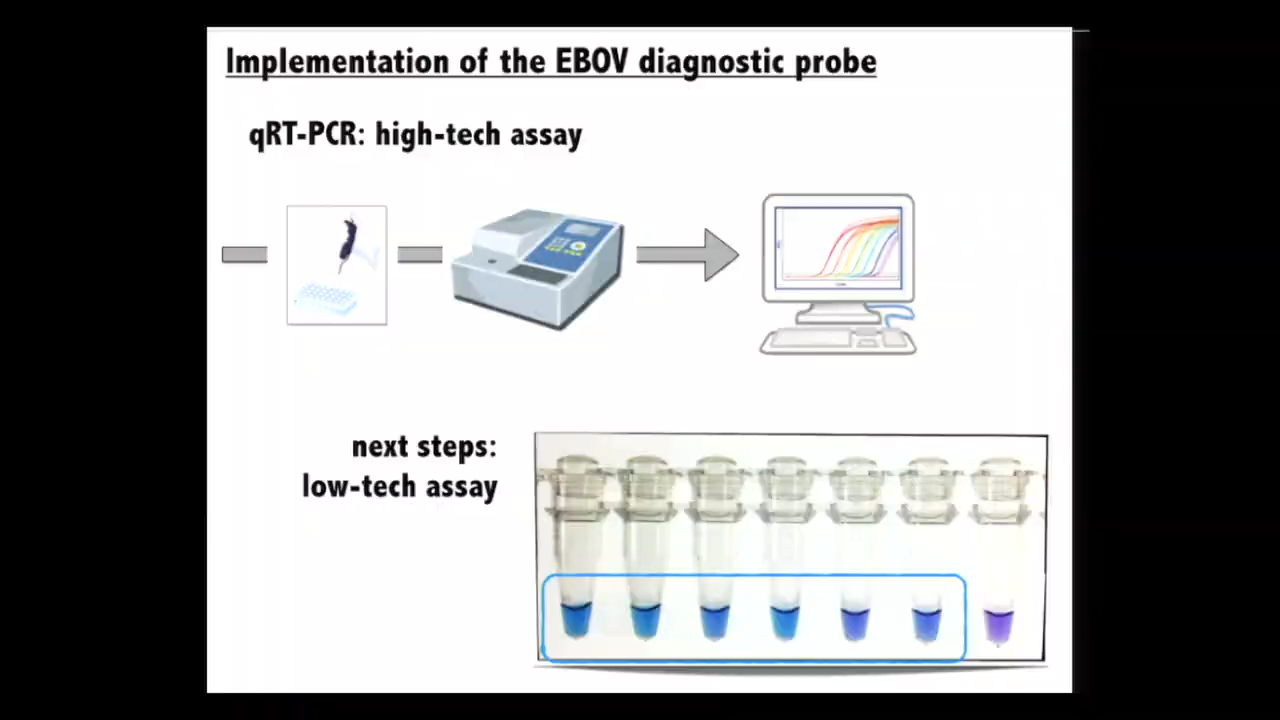 Implementation of the EBOV diagnostic probe
qRT-PCR: high-tech assay
next steps:
low-tech assay